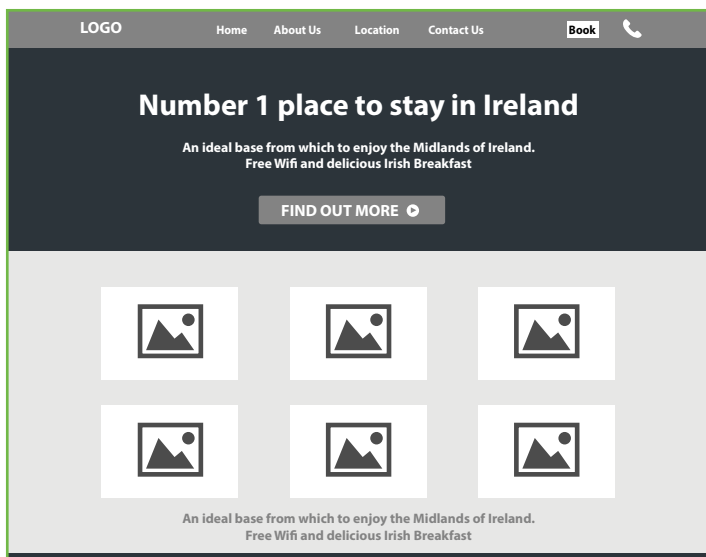 LOGO Home About Us Location Contact Us Book
Number 1 place to stay in Ireland
An ideal base from which to enjoy the Midlands of Ireland.
Free Wifi and delicious Irish Breakfast
FIND OUT MORE
An ideal base from which to enjoy the Midlands of Ireland.
Free Wifi and delicious Irish Breakfast